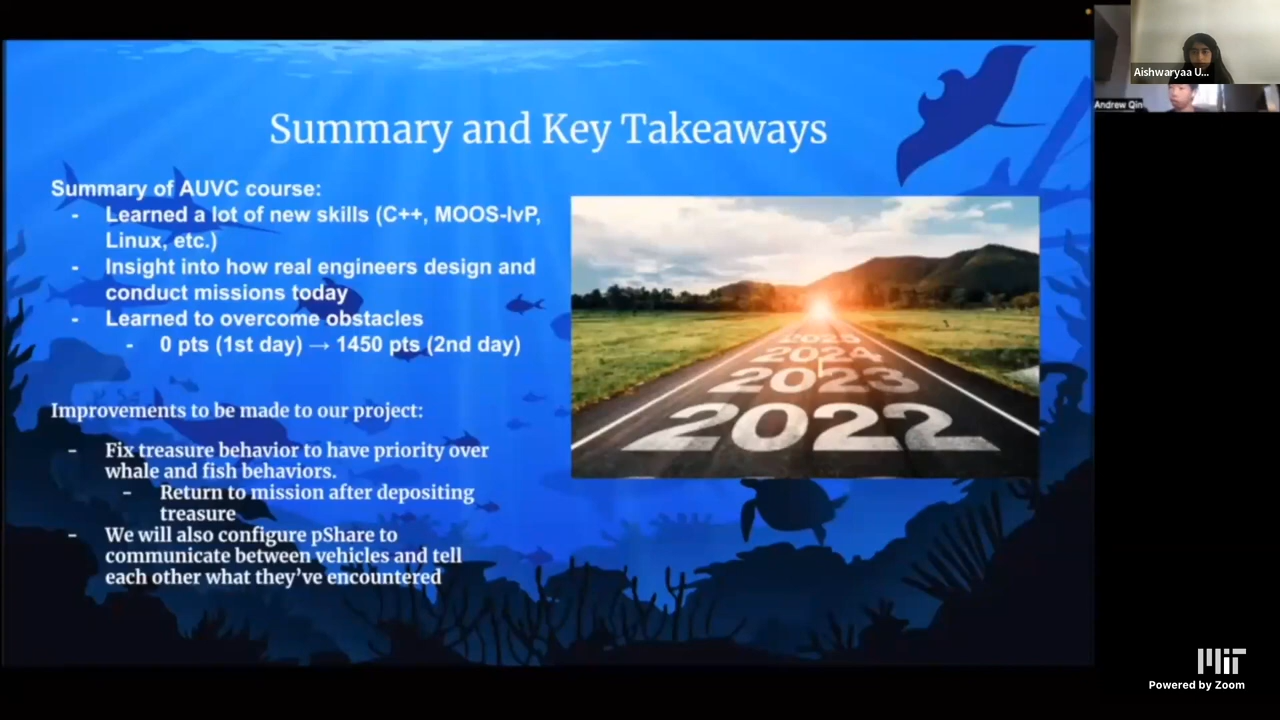 Summary and Key Takeaways
Summary of AUVC course:
- Learned a lot of new skills (C++, MOOS-IvP,
Linux, etc.)
- Insight into how real engineers design and
conduct missions today
- Learned to overcome obstacles
- 0 pts (1st day) → 1450 pts (2nd day)
Improvements to be made to our project:
- Fix treasure behavior to have priority over
whale and fish behaviors.
- Return to mission after depositing
treasure
- We will also configure pShare to
communicate between vehicles and tell
each other what they’ve encountered
2025
2024
2023
2022
Aishwaryaa U...
Andrew Qin
MIT
Powered by Zoom